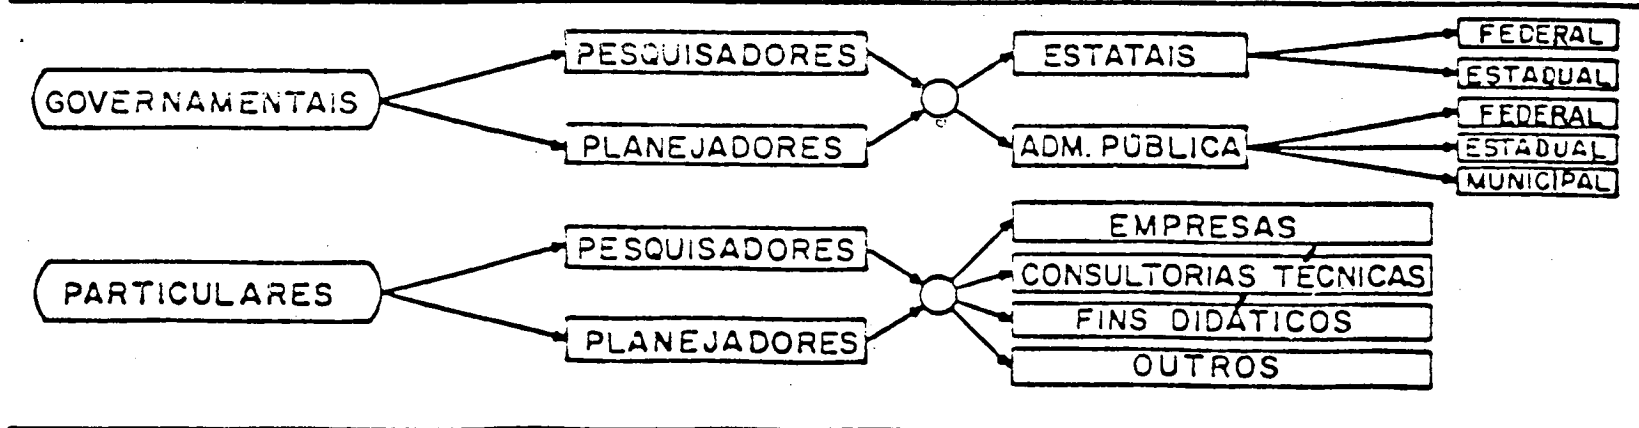 GOVERNAMENTAIS
PESQUISADORES
PLANEJADORES
ESTATAIS
FEDERAL
ESTADUAL
ADM. PÚBLICA
FEDERAL
ESTADUAL
MUNICIPAL
PARTICULARES
PESQUISADORES
PLANEJADORES
EMPRESAS
CONSULTORIAS TÉCNICAS
FINS DIDÁTICOS
OUTROS